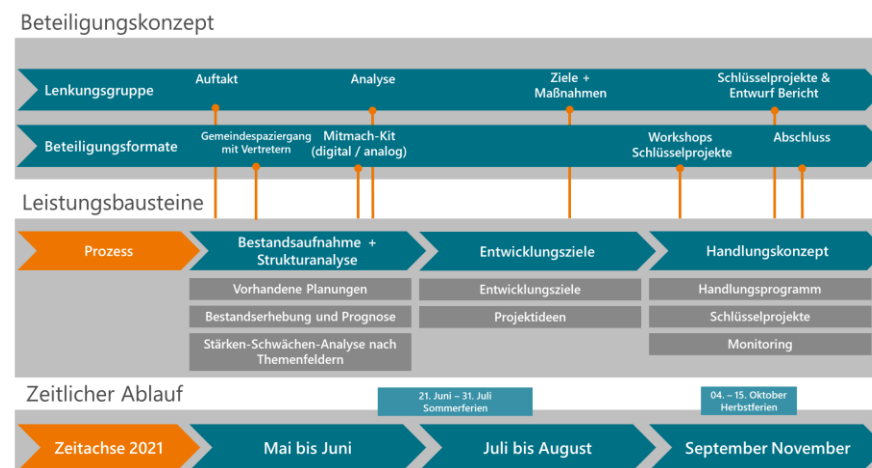 Beteiligungskonzept
Lenkungsgruppe
Auftakt
Analyse
Ziele +
Maßnahmen
Schlüsselprojekte &
Entwurf Bericht
Beteiligungsformate
Gemeindespaziergang
mit Vertretern
Mitmach-Kit
(digital / analog)
Workshops
Schlüsselprojekte
Abschluss
Leistungsbausteine
Prozess
Bestandsaufnahme +
Strukturanalyse
Entwicklungsziele
Handlungskonzept
Vorhandene Planungen
Entwicklungsziele
Handlungsprogramm
Bestandserhebung und Prognose
Projektideen
Schlüsselprojekte
Stärken-Schwächen-Analyse nach
Themenfeldern
Monitoring
Zeitlicher Ablauf
21. Juni – 31. Juli
Sommerferien
04. – 15. Oktober
Herbstferien
Zeitachse 2021
Mai bis Juni
Juli bis August
September November